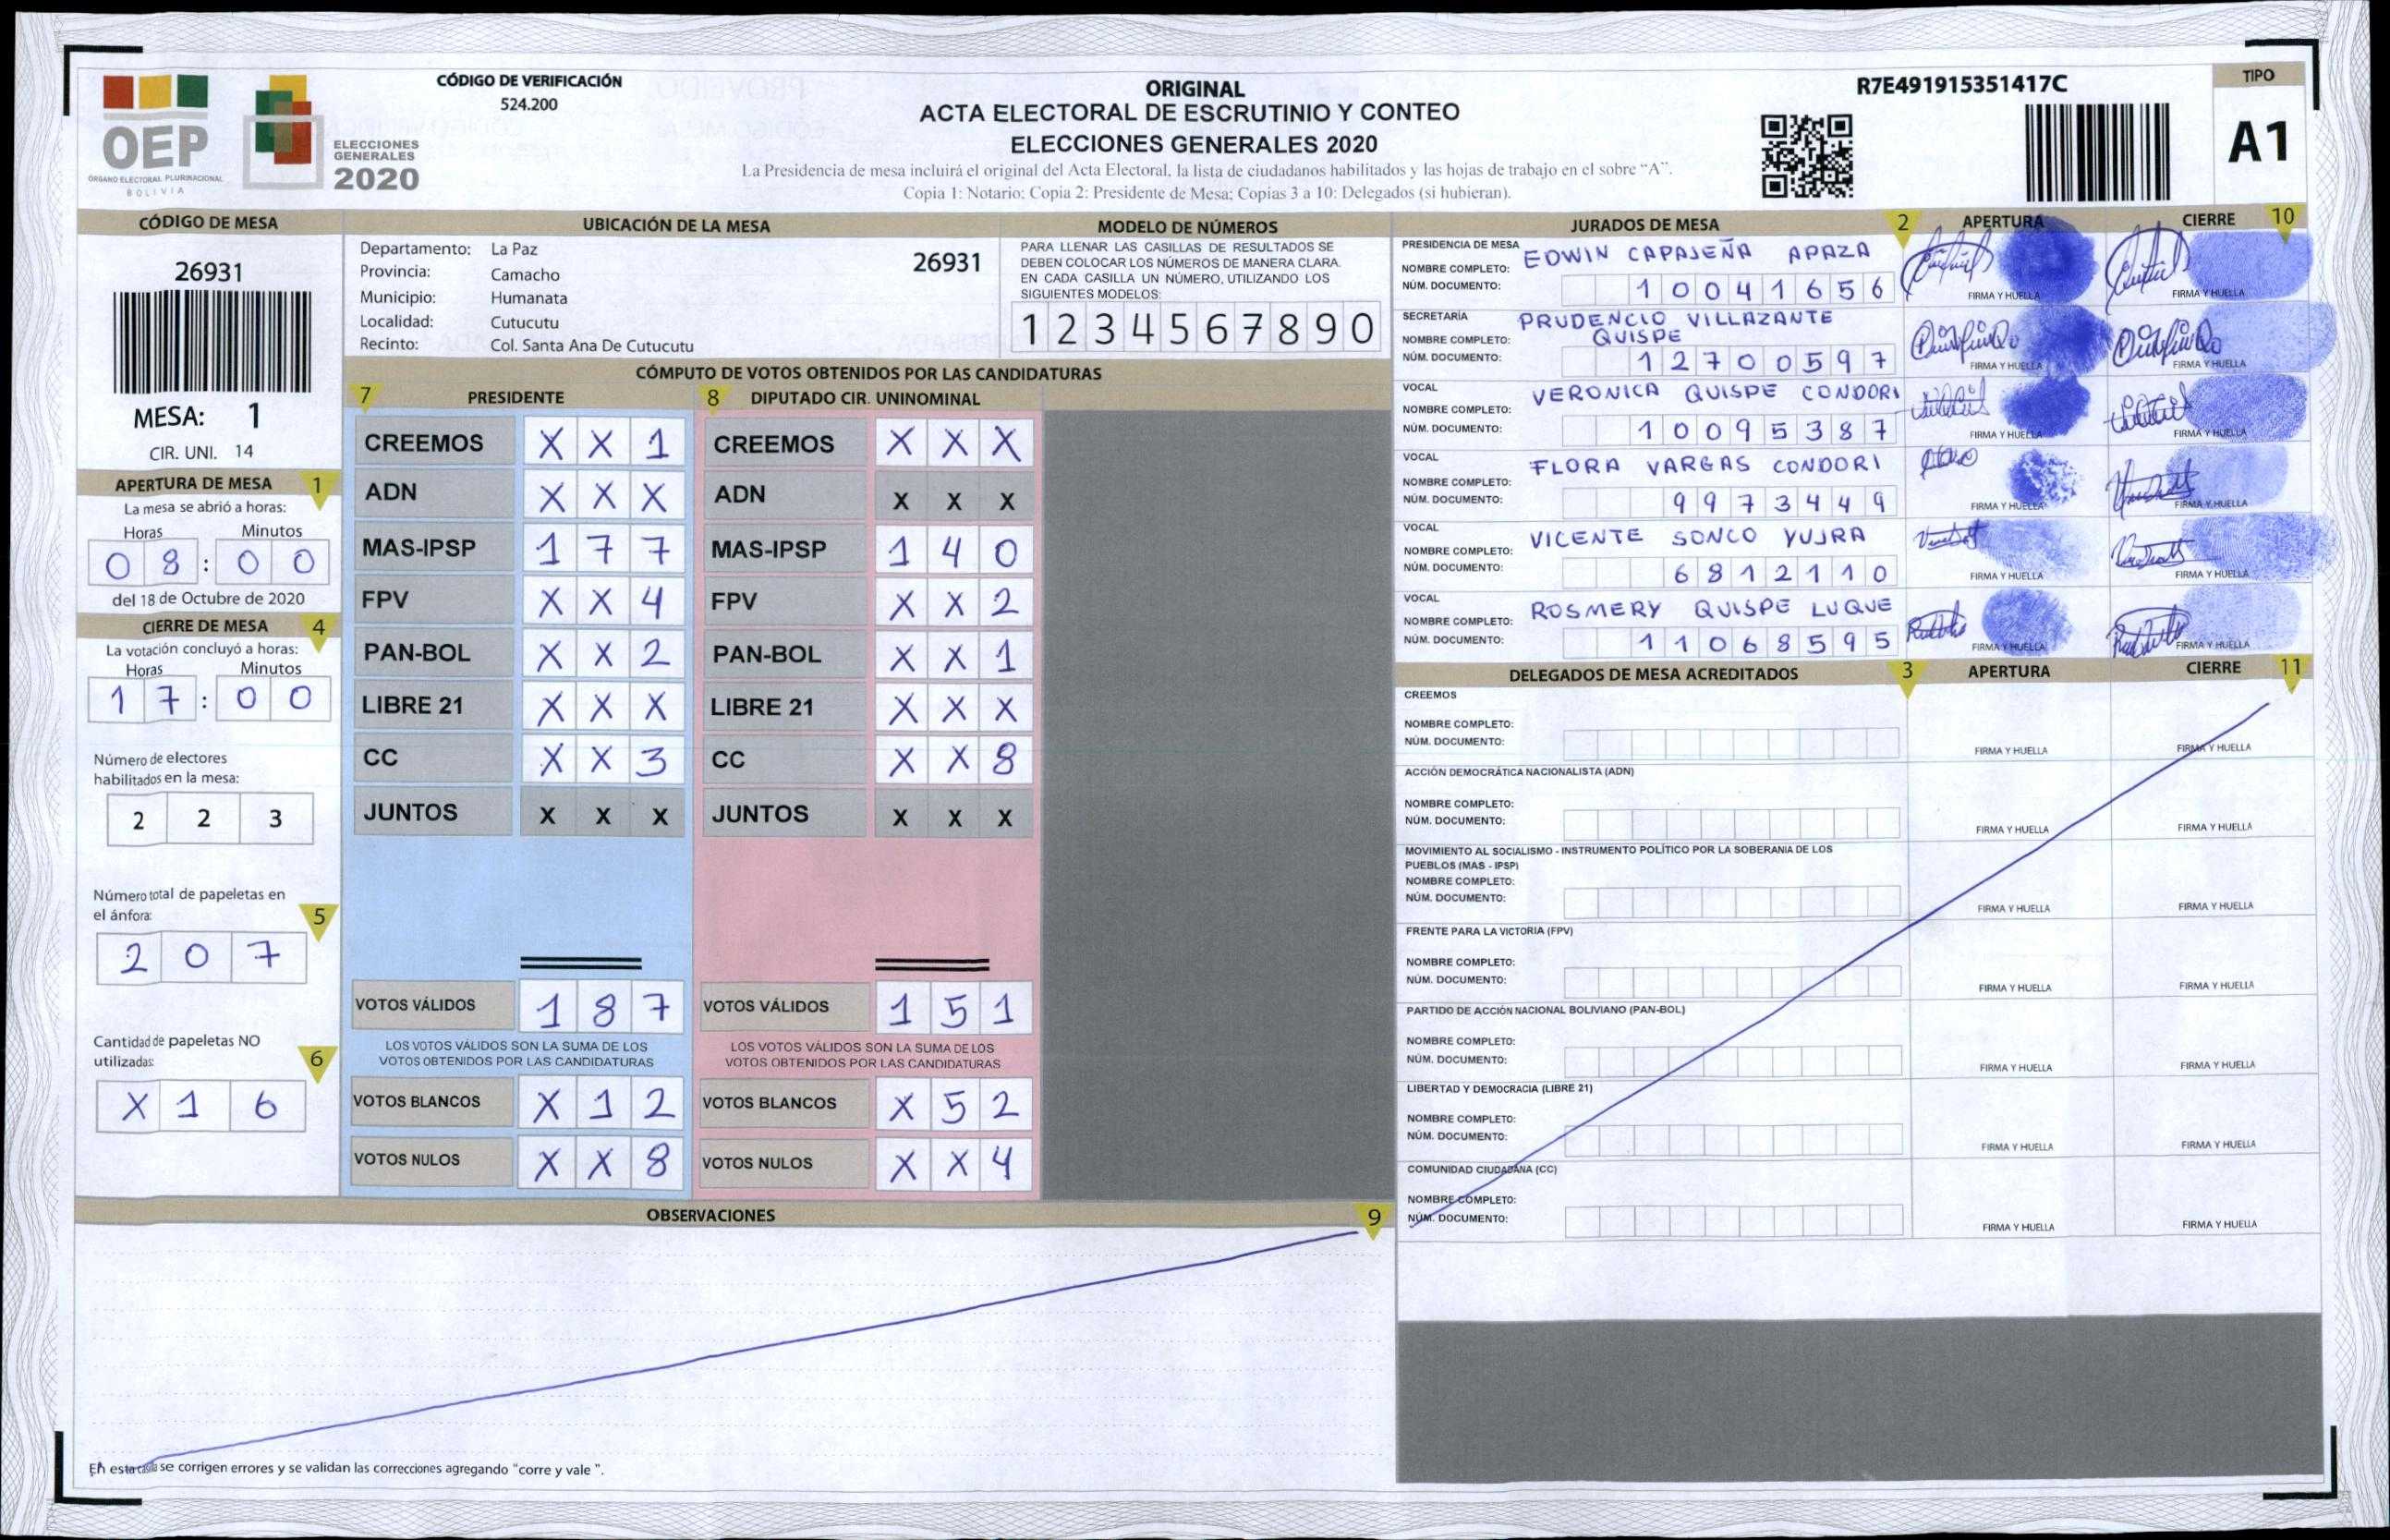 OEP
ÓRGANO ELECTORAL PLURINACIONAL
BOLIVIA
ELECCIONES
GENERALES
2020
CÓDIGO DE VERIFICACIÓN
524.200
ORIGINAL
ACTA ELECTORAL DE ESCRUTINIO Y CONTEO
ELECCIONES GENERALES 2020
La Presidencia de mesa incluirá el original del Acta Electoral, la lista de ciudadanos habilitados y las hojas de trabajo en el sobre “A”.
Copia 1: Notario; Copia 2: Presidente de Mesa; Copias 3 a 10: Delegados (si hubieran).
R7E491915351417C
TIPO
A1
CÓDIGO DE MESA
26931
MESA: 1
CIR. UNI. 14
APERTURA DE MESA 1
La mesa se abrió a horas:
Horas Minutos
0 8 : 0 0
del 18 de Octubre de 2020
CIERRE DE MESA 4
La votación concluyó a horas:
Horas Minutos
1 7 : 0 0
Número de electores
habilitados en la mesa:
2 2 3
Número total de papeletas en
el ánfora: 5
2 0 7
Cantidad de papeletas NO
utilizadas: 6
X 1 6
UBICACIÓN DE LA MESA
Departamento: La Paz
Provincia: Camacho
Municipio: Humanata
Localidad: Cutucutu
Recinto: Col. Santa Ana De Cutucutu
26931
MODELO DE NÚMEROS
PARA LLENAR LAS CASILLAS DE RESULTADOS SE
DEBEN COLOCAR LOS NÚMEROS DE MANERA CLARA.
EN CADA CASILLA UN NÚMERO, UTILIZANDO LOS
SIGUIENTES MODELOS:
1 2 3 4 5 6 7 8 9 0
CÓMPUTO DE VOTOS OBTENIDOS POR LAS CANDIDATURAS
7 PRESIDENTE
CREEMOS X X 1
ADN X X X
MAS-IPSP 1 7 7
FPV X X 4
PAN-BOL X X 2
LIBRE 21 X X X
CC X X 3
JUNTOS X X X
VOTOS VÁLIDOS 1 8 7
LOS VOTOS VÁLIDOS SON LA SUMA DE LOS
VOTOS OBTENIDOS POR LAS CANDIDATURAS
VOTOS BLANCOS X 1 2
VOTOS NULOS X X 8
8 DIPUTADO CIR. UNINOMINAL
CREEMOS X X X
ADN X X X
MAS-IPSP 1 4 0
FPV X X 2
PAN-BOL X X 1
LIBRE 21 X X X
CC X X 8
JUNTOS X X X
VOTOS VÁLIDOS 1 5 1
LOS VOTOS VÁLIDOS SON LA SUMA DE LOS
VOTOS OBTENIDOS POR LAS CANDIDATURAS
VOTOS BLANCOS X 5 2
VOTOS NULOS X X 4
OBSERVACIONES 9
En esta casilla se corrigen errores y se validan las correcciones agregando “corre y vale ”.
JURADOS DE MESA 2 APERTURA CIERRE 10
PRESIDENCIA DE MESA
NOMBRE COMPLETO: EDWIN CAPAJEÑA APAZA
NÚM. DOCUMENTO: 1 0 0 4 1 6 5 6
FIRMA Y HUELLA FIRMA Y HUELLA
SECRETARÍA
NOMBRE COMPLETO: PRUDENCIO VILLAZANTE
QUISPE
NÚM. DOCUMENTO: 1 2 7 0 0 5 9 7
FIRMA Y HUELLA FIRMA Y HUELLA
VOCAL
NOMBRE COMPLETO: VERONICA QUISPE CONDORI
NÚM. DOCUMENTO: 1 0 0 9 5 3 8 7
FIRMA Y HUELLA FIRMA Y HUELLA
VOCAL
NOMBRE COMPLETO: FLORA VARGAS CONDORI
NÚM. DOCUMENTO: 9 9 7 3 4 4 9
FIRMA Y HUELLA FIRMA Y HUELLA
VOCAL
NOMBRE COMPLETO: VICENTE SONCO YUJRA
NÚM. DOCUMENTO: 6 8 1 2 1 1 0
FIRMA Y HUELLA FIRMA Y HUELLA
VOCAL
NOMBRE COMPLETO: ROSMERY QUISPE LUQUE
NÚM. DOCUMENTO: 1 1 0 6 8 5 9 5
FIRMA Y HUELLA FIRMA Y HUELLA
DELEGADOS DE MESA ACREDITADOS 3 APERTURA CIERRE 11
CREEMOS
NOMBRE COMPLETO:
NÚM. DOCUMENTO:
FIRMA Y HUELLA FIRMA Y HUELLA
ACCIÓN DEMOCRÁTICA NACIONALISTA (ADN)
NOMBRE COMPLETO:
NÚM. DOCUMENTO:
FIRMA Y HUELLA FIRMA Y HUELLA
MOVIMIENTO AL SOCIALISMO - INSTRUMENTO POLÍTICO POR LA SOBERANIA DE LOS
PUEBLOS (MAS - IPSP)
NOMBRE COMPLETO:
NÚM. DOCUMENTO:
FIRMA Y HUELLA FIRMA Y HUELLA
FRENTE PARA LA VICTORIA (FPV)
NOMBRE COMPLETO:
NÚM. DOCUMENTO:
FIRMA Y HUELLA FIRMA Y HUELLA
PARTIDO DE ACCIÓN NACIONAL BOLIVIANO (PAN-BOL)
NOMBRE COMPLETO:
NÚM. DOCUMENTO:
FIRMA Y HUELLA FIRMA Y HUELLA
LIBERTAD Y DEMOCRACIA (LIBRE 21)
NOMBRE COMPLETO:
NÚM. DOCUMENTO:
FIRMA Y HUELLA FIRMA Y HUELLA
COMUNIDAD CIUDADANA (CC)
NOMBRE COMPLETO:
NÚM. DOCUMENTO:
FIRMA Y HUELLA FIRMA Y HUELLA